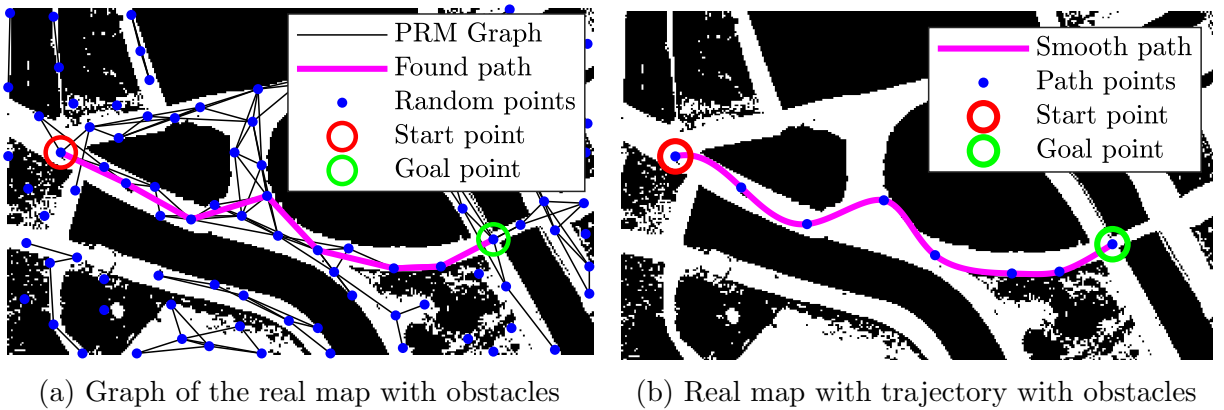 PRM Graph
Found path
Random points
Start point
Goal point
Smooth path
Path points
Start point
Goal point
(a) Graph of the real map with obstacles
(b) Real map with trajectory with obstacles